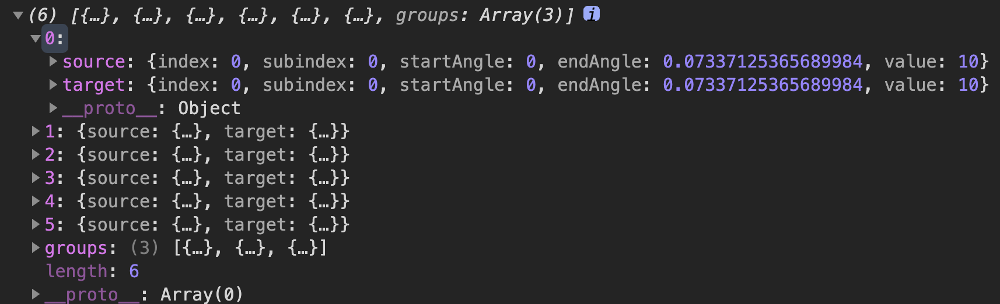 (6) [{…}, {…}, {…}, {…}, {…}, {…}, groups: Array(3)] i
0:
source: {index: 0, subindex: 0, startAngle: 0, endAngle: 0.07337125365689984, value: 10}
target: {index: 0, subindex: 0, startAngle: 0, endAngle: 0.07337125365689984, value: 10}
__proto__: Object
1: {source: {…}, target: {…}}
2: {source: {…}, target: {…}}
3: {source: {…}, target: {…}}
4: {source: {…}, target: {…}}
5: {source: {…}, target: {…}}
groups: (3) [{…}, {…}, {…}]
length: 6
__proto__: Array(0)